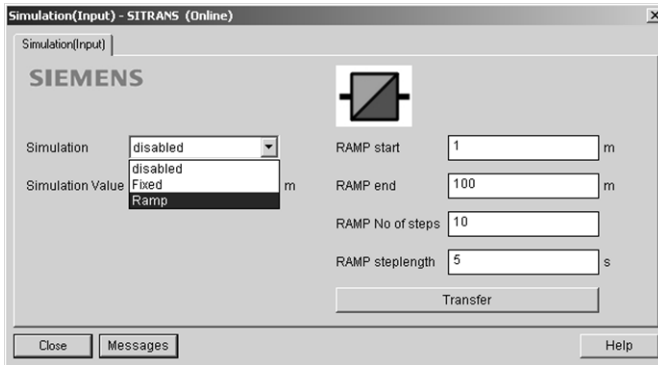 Simulation(Input) - SITRANS (Online)
Simulation(Input)
SIEMENS
Simulation disabled
disabled
Fixed
Ramp
Simulation Value m
RAMP start 1 m
RAMP end 100 m
RAMP No of steps 10
RAMP steplength 5 s
Transfer
Close Messages Help